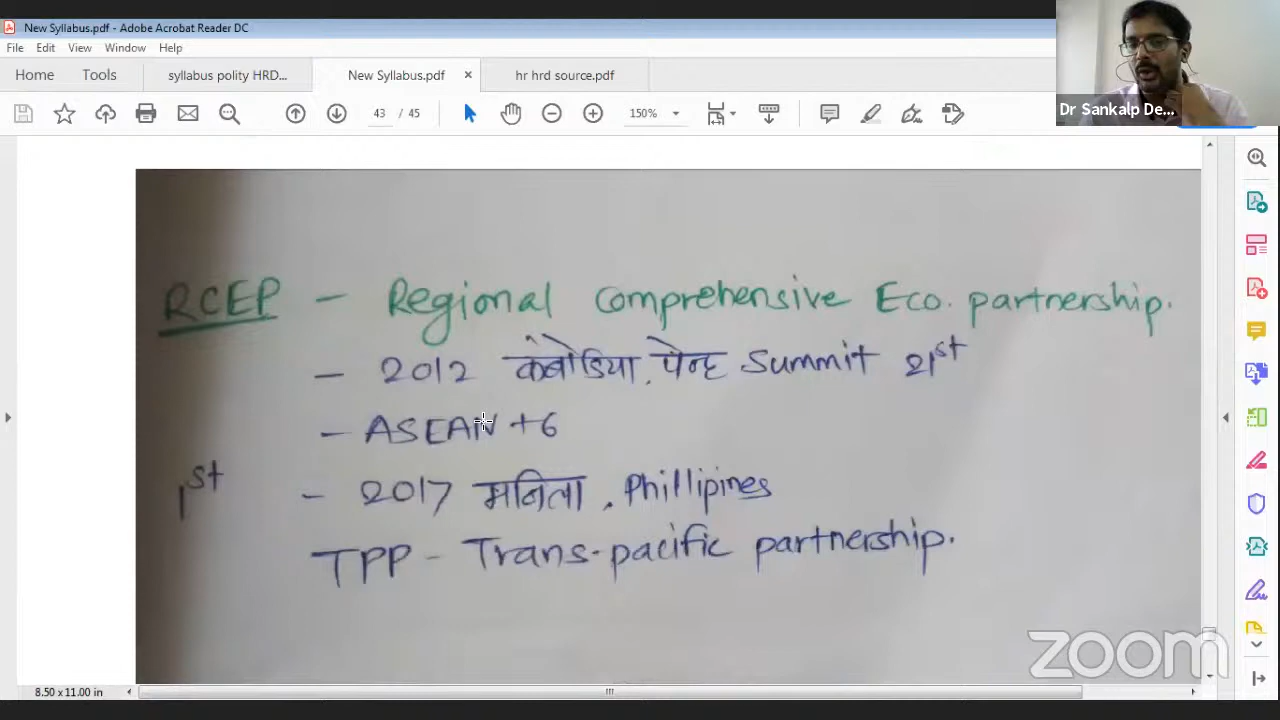 New Syllabus.pdf - Adobe Acrobat Reader DC
File Edit View Window Help
Home Tools syllabus polity HRD... New Syllabus.pdf × hr hrd source.pdf
43 / 45 150%
Dr Sankalp De...
RCEP – Regional Comprehensive Eco. partnership.
– 2012 कंबोडिया, पेन्ह Summit 21st
– ASEAN +6
1st – 2017 मनिला, Phillipines
TPP – Trans-pacific partnership.
zoom
8.50 x 11.00 in